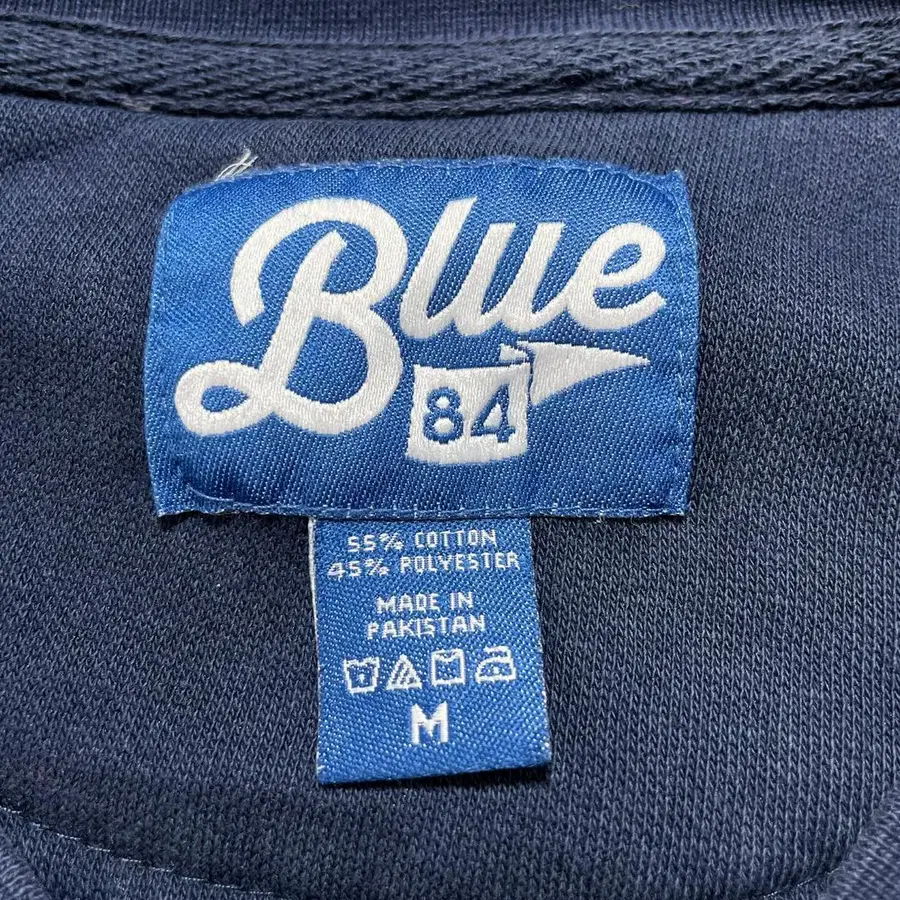 Blue
84
55% COTTON
45% POLYESTER
MADE IN
PAKISTAN
M